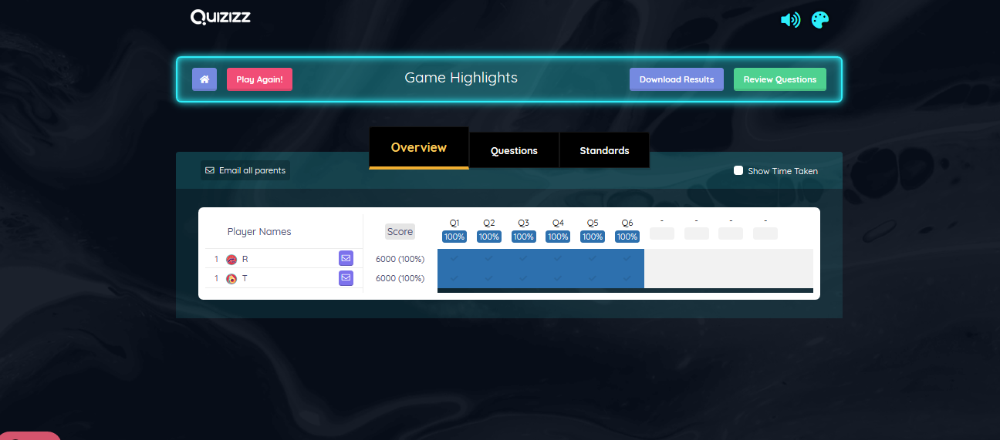 Quizizz
Play Again!
Game Highlights
Download Results
Review Questions
Overview
Questions
Standards
Email all parents
Show Time Taken
Player Names
Score
Q1 Q2 Q3 Q4 Q5 Q6 - - - -
100% 100% 100% 100% 100% 100%
1 R 6000 (100%)
1 T 6000 (100%)